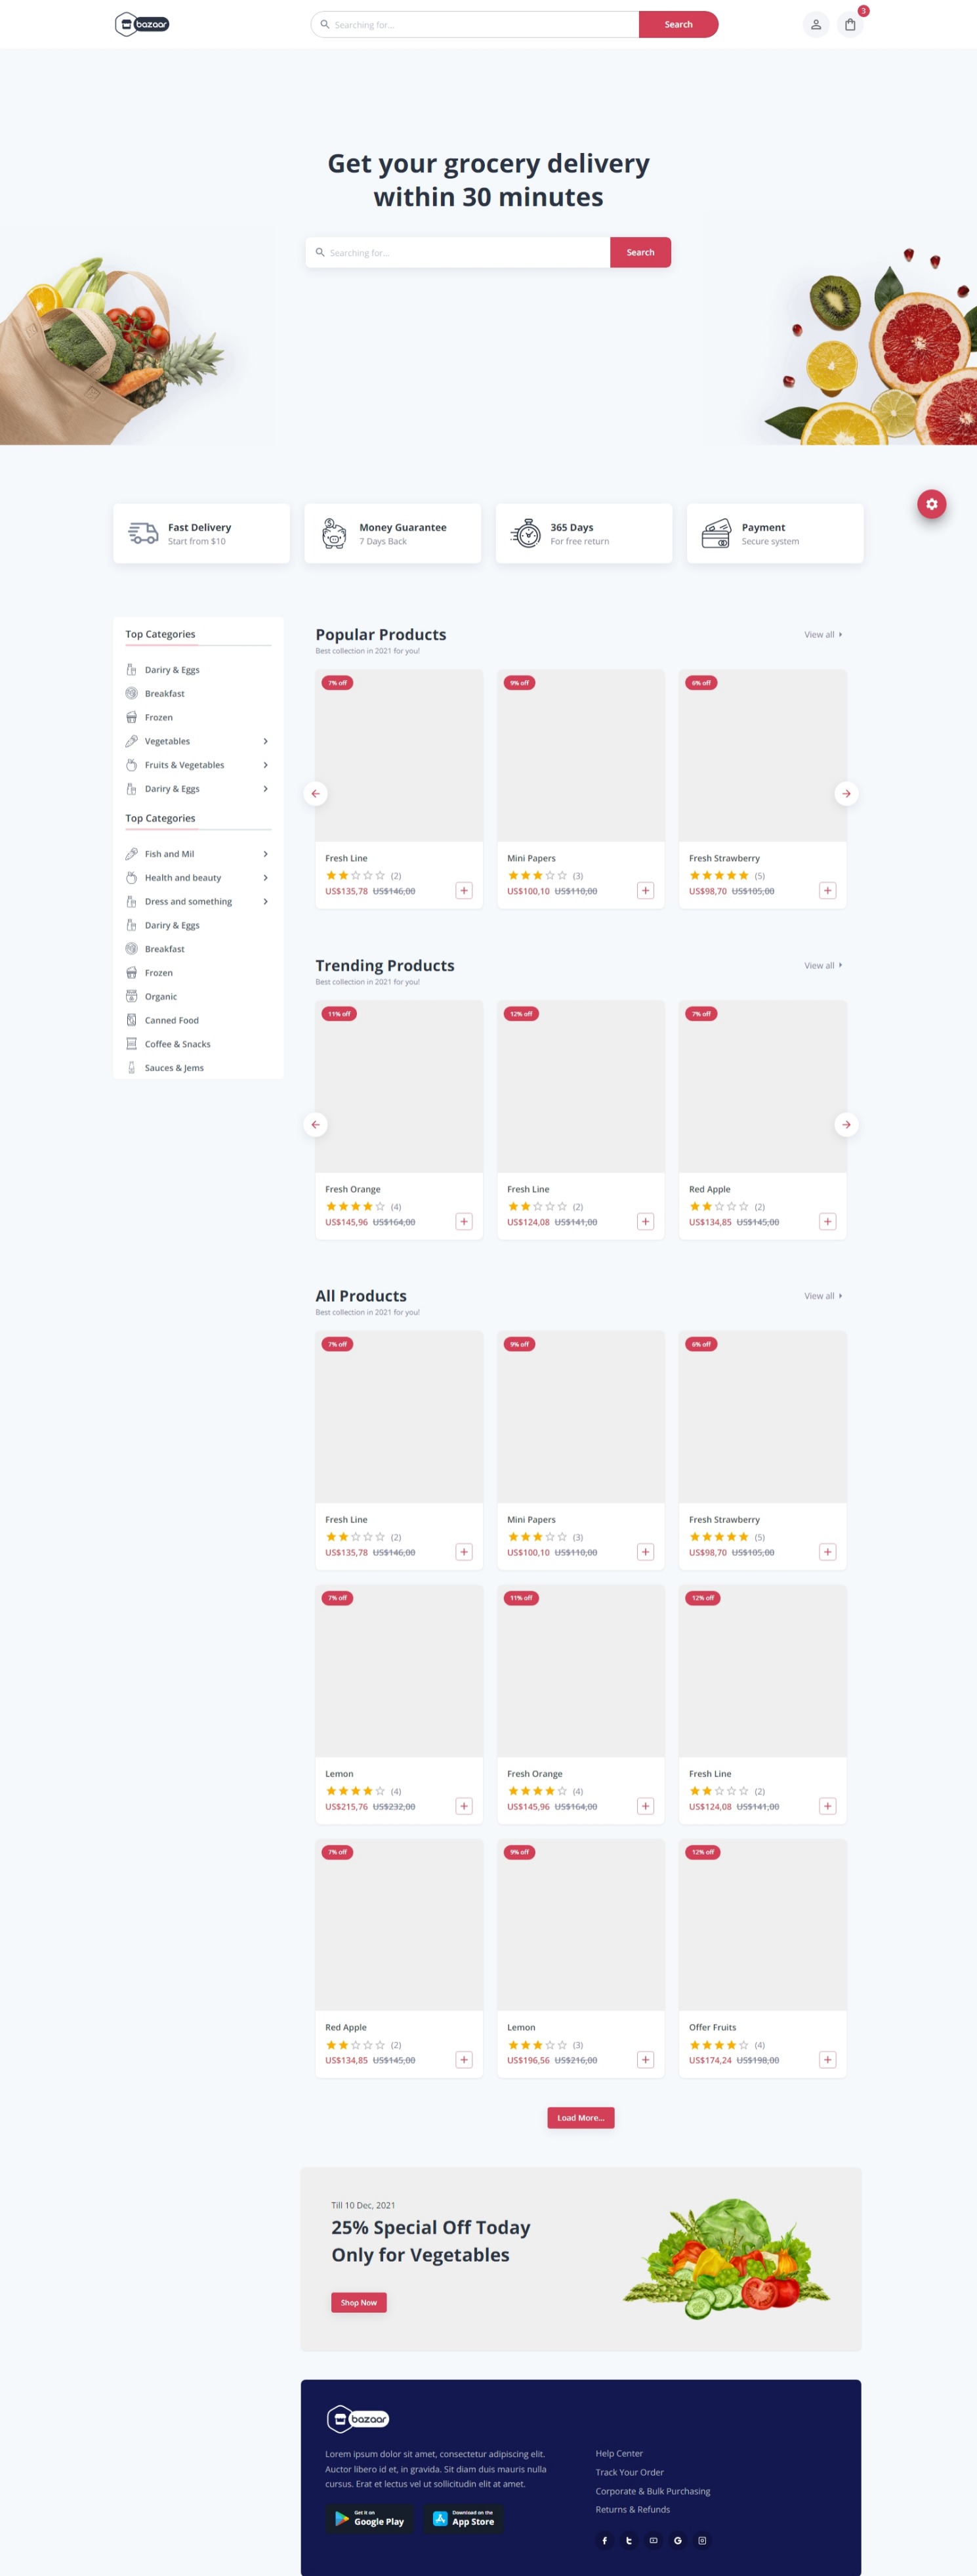 bazaar
Searching for...
Search
3
Get your grocery delivery
within 30 minutes
Searching for...
Search
Fast Delivery
Start from $10
Money Guarantee
7 Days Back
365 Days
For free return
Payment
Secure system
Top Categories
Dariry & Eggs
Breakfast
Frozen
Vegetables
Fruits & Vegetables
Dariry & Eggs
Top Categories
Fish and Mil
Health and beauty
Dress and something
Dariry & Eggs
Breakfast
Frozen
Organic
Canned Food
Coffee & Snacks
Sauces & Jems
Popular Products
View all
Best collection in 2021 for you!
7% off
9% off
6% off
Fresh Line
Mini Papers
Fresh Strawberry
(2)
(3)
(5)
US$135,78 US$146,00
US$100,10 US$110,00
US$98,70 US$105,00
Trending Products
View all
Best collection in 2021 for you!
11% off
12% off
7% off
Fresh Orange
Fresh Line
Red Apple
(4)
(2)
(2)
US$145,96 US$164,00
US$124,08 US$141,00
US$134,85 US$145,00
All Products
View all
Best collection in 2021 for you!
7% off
9% off
6% off
Fresh Line
Mini Papers
Fresh Strawberry
(2)
(3)
(5)
US$135,78 US$146,00
US$100,10 US$110,00
US$98,70 US$105,00
7% off
11% off
12% off
Lemon
Fresh Orange
Fresh Line
(4)
(4)
(2)
US$215,76 US$232,00
US$145,96 US$164,00
US$124,08 US$141,00
7% off
9% off
12% off
Red Apple
Lemon
Offer Fruits
(2)
(3)
(4)
US$134,85 US$145,00
US$196,56 US$216,00
US$174,24 US$198,00
Load More...
Till 10 Dec, 2021
25% Special Off Today
Only for Vegetables
Shop Now
bazaar
Lorem ipsum dolor sit amet, consectetur adipiscing elit.
Auctor libero id et, in gravida. Sit diam duis mauris nulla
cursus. Erat et lectus vel ut sollicitudin elit at amet.
Get it on
Google Play
Download on the
App Store
Help Center
Track Your Order
Corporate & Bulk Purchasing
Returns & Refunds